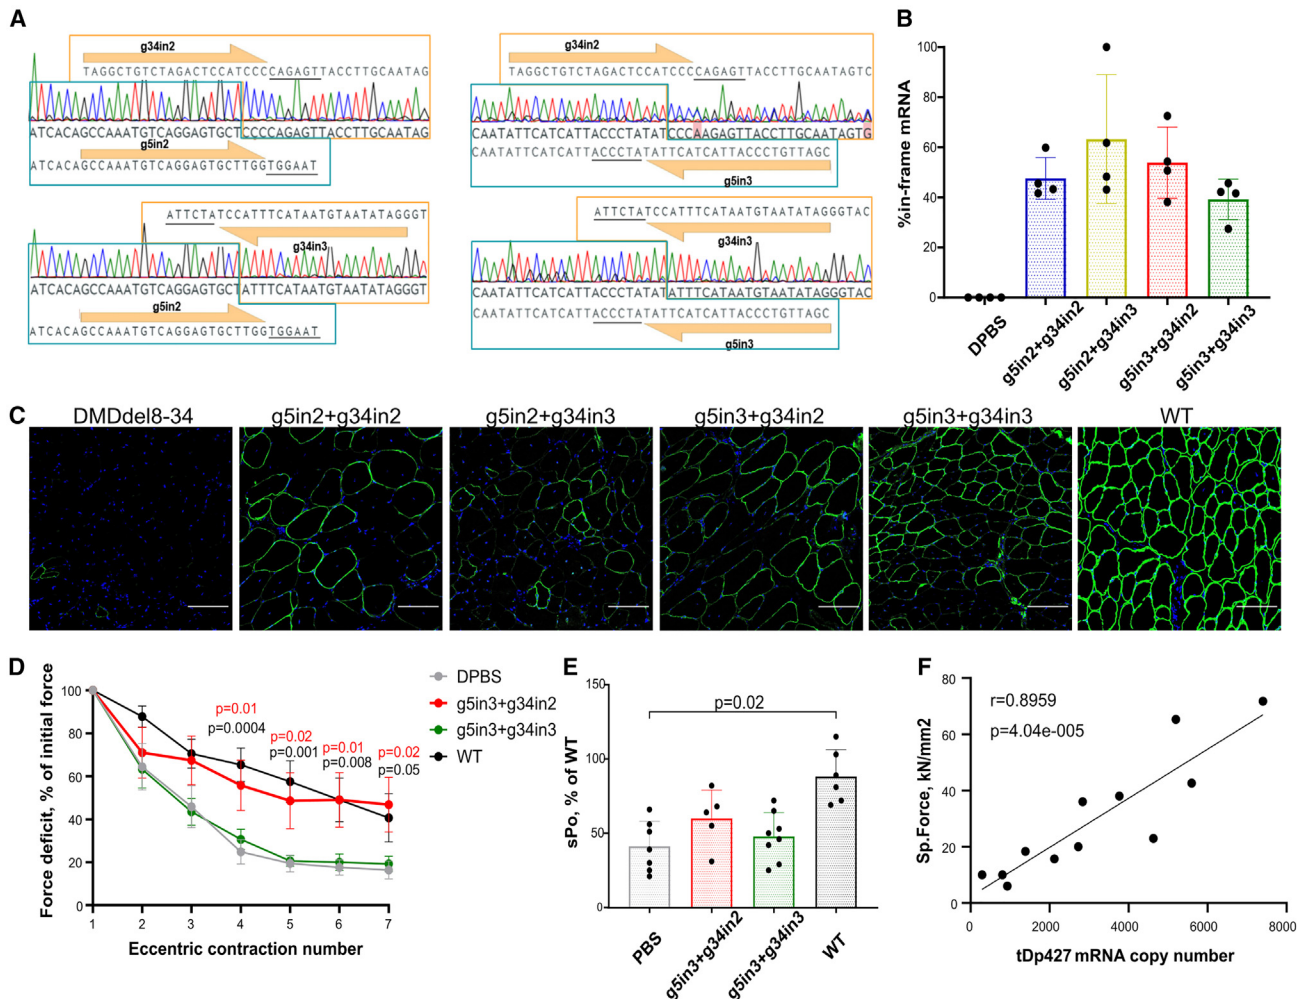 A
g34in2
TAGGCTGTCTAGACTCCATCCCCAGAGTTACCTTGCAATAG
ATCACAGCCAAATGTCAGGAGTGCTCCCCAGAGTTACCTTGCAATAG
g5in2
ATCACAGCCAAATGTCAGGAGTGCTTGGTGGAAT
g34in2
TAGGCTGTCTAGACTCCATCCCCAGAGTTACCTTGCAATAGTC
CAATATTCATCATTACCCTATATCCCAAGAGTTACCTTGCAATAGTG
CAATATTCATCATTACCCTATATTCATCATTACCCTGTTAGC
g5in3
ATTCTATCCATTTCATAATGTAATATAGGGT
g34in3
ATCACAGCCAAATGTCAGGAGTGCTATTTCATAATGTAATATAGGGT
g5in2
ATCACAGCCAAATGTCAGGAGTGCTTGGTGGAAT
ATTCTATCCATTTCATAATGTAATATAGGGTAC
g34in3
CAATATTCATCATTACCCTATATATTTCATAATGTAATATAGGGTAC
CAATATTCATCATTACCCTATATTCATCATTACCCTGTTAGC
g5in3
B
%in-frame mRNA
100
80
60
40
20
0
DPBS
g5in2+g34in2
g5in2+g34in3
g5in3+g34in2
g5in3+g34in3
C
DMDdel8-34
g5in2+g34in2
g5in2+g34in3
g5in3+g34in2
g5in3+g34in3
WT
D
Force deficit, % of initial force
100
80
60
40
20
0
p=0.01
p=0.0004
p=0.02
p=0.001
p=0.01
p=0.008
p=0.02
p=0.05
1 2 3 4 5 6 7
Eccentric contraction number
DPBS
g5in3+g34in2
g5in3+g34in3
WT
E
sPo, % of WT
150
100
50
0
p=0.02
PBS
g5in3+g34in2
g5in3+g34in3
WT
F
Sp.Force, kN/mm2
80
60
40
20
0
r=0.8959
p=4.04e-005
0 2000 4000 6000 8000
tDp427 mRNA copy number